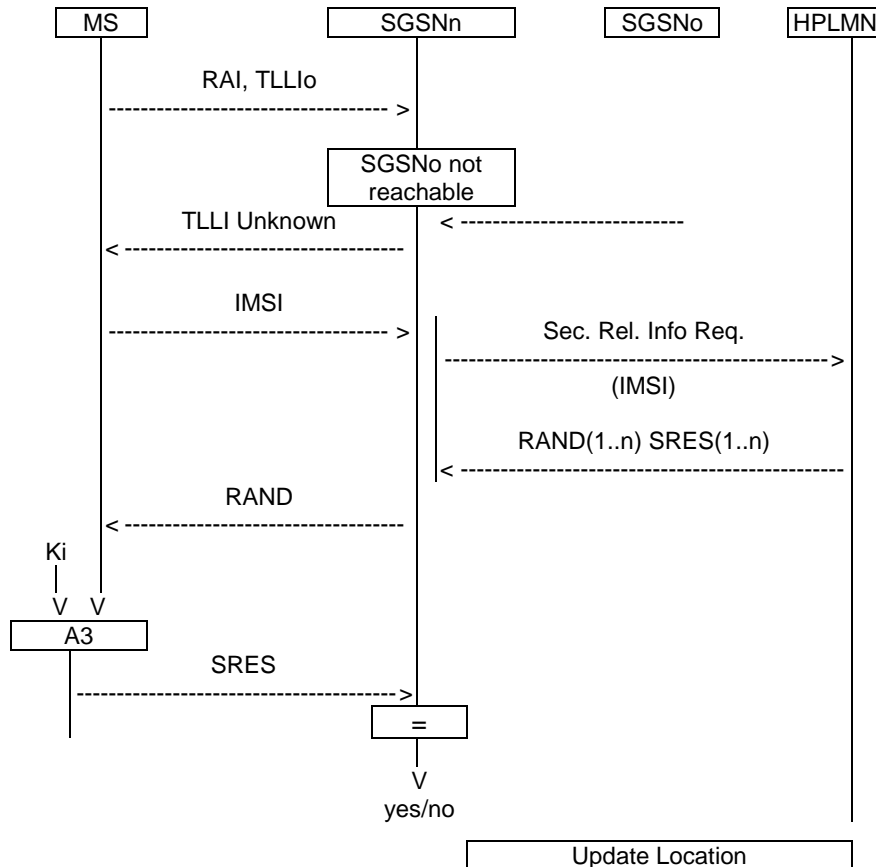 MS SGSNn SGSNo HPLMN
RAI, TLLIo
SGSNo not
reachable
TLLI Unknown
IMSI
Sec. Rel. Info Req.
(IMSI)
RAND(1..n) SRES(1..n)
RAND
Ki
V V
A3
SRES
=
V
yes/no
Update Location